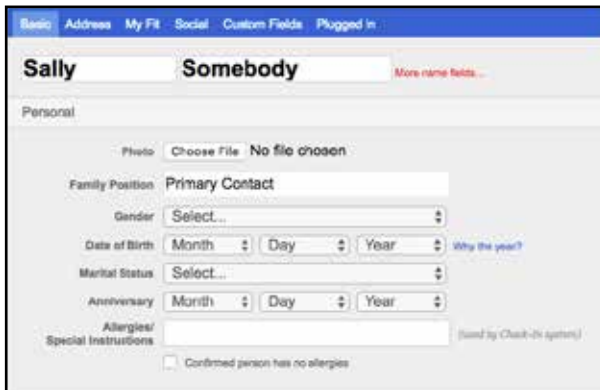 Basic Address My Fit Social Custom Fields Plugged In
Sally Somebody More name fields...
Personal
Photo Choose File No file chosen
Family Position Primary Contact
Gender Select...
Date of Birth Month Day Year Why the year?
Marital Status Select...
Anniversary Month Day Year
Allergies/
Special Instructions (used by Check-In system)
Confirmed person has no allergies